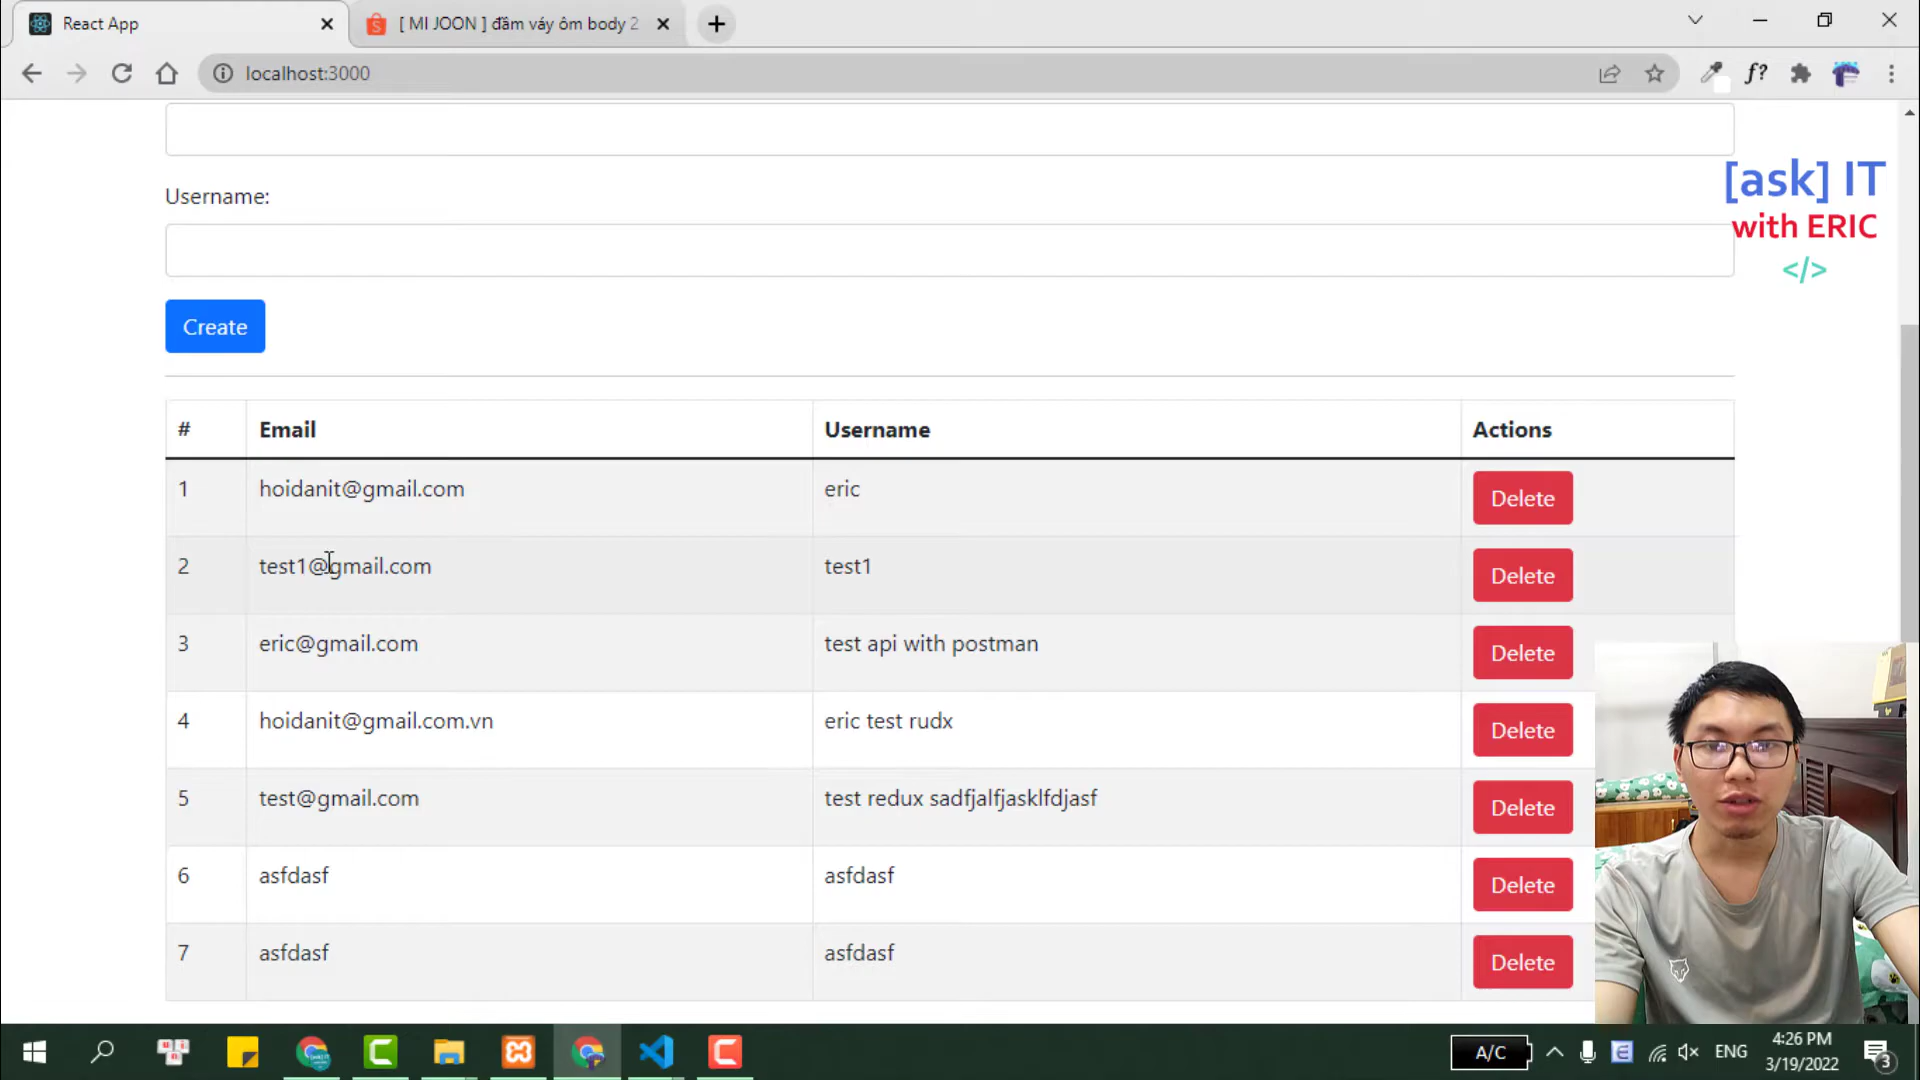 React App
[ MI JOON ] đầm váy ôm body 2
localhost:3000
f?
[ask] IT
with ERIC
</>
Username:
Create
# Email Username Actions
1 hoidanit@gmail.com eric Delete
2 test1@gmail.com test1 Delete
3 eric@gmail.com test api with postman Delete
4 hoidanit@gmail.com.vn eric test rudx Delete
5 test@gmail.com test redux sadfjalfjasklfdjasf Delete
6 asfdasf asfdasf Delete
7 asfdasf asfdasf Delete
A/C
ENG
4:26 PM
3/19/2022
3